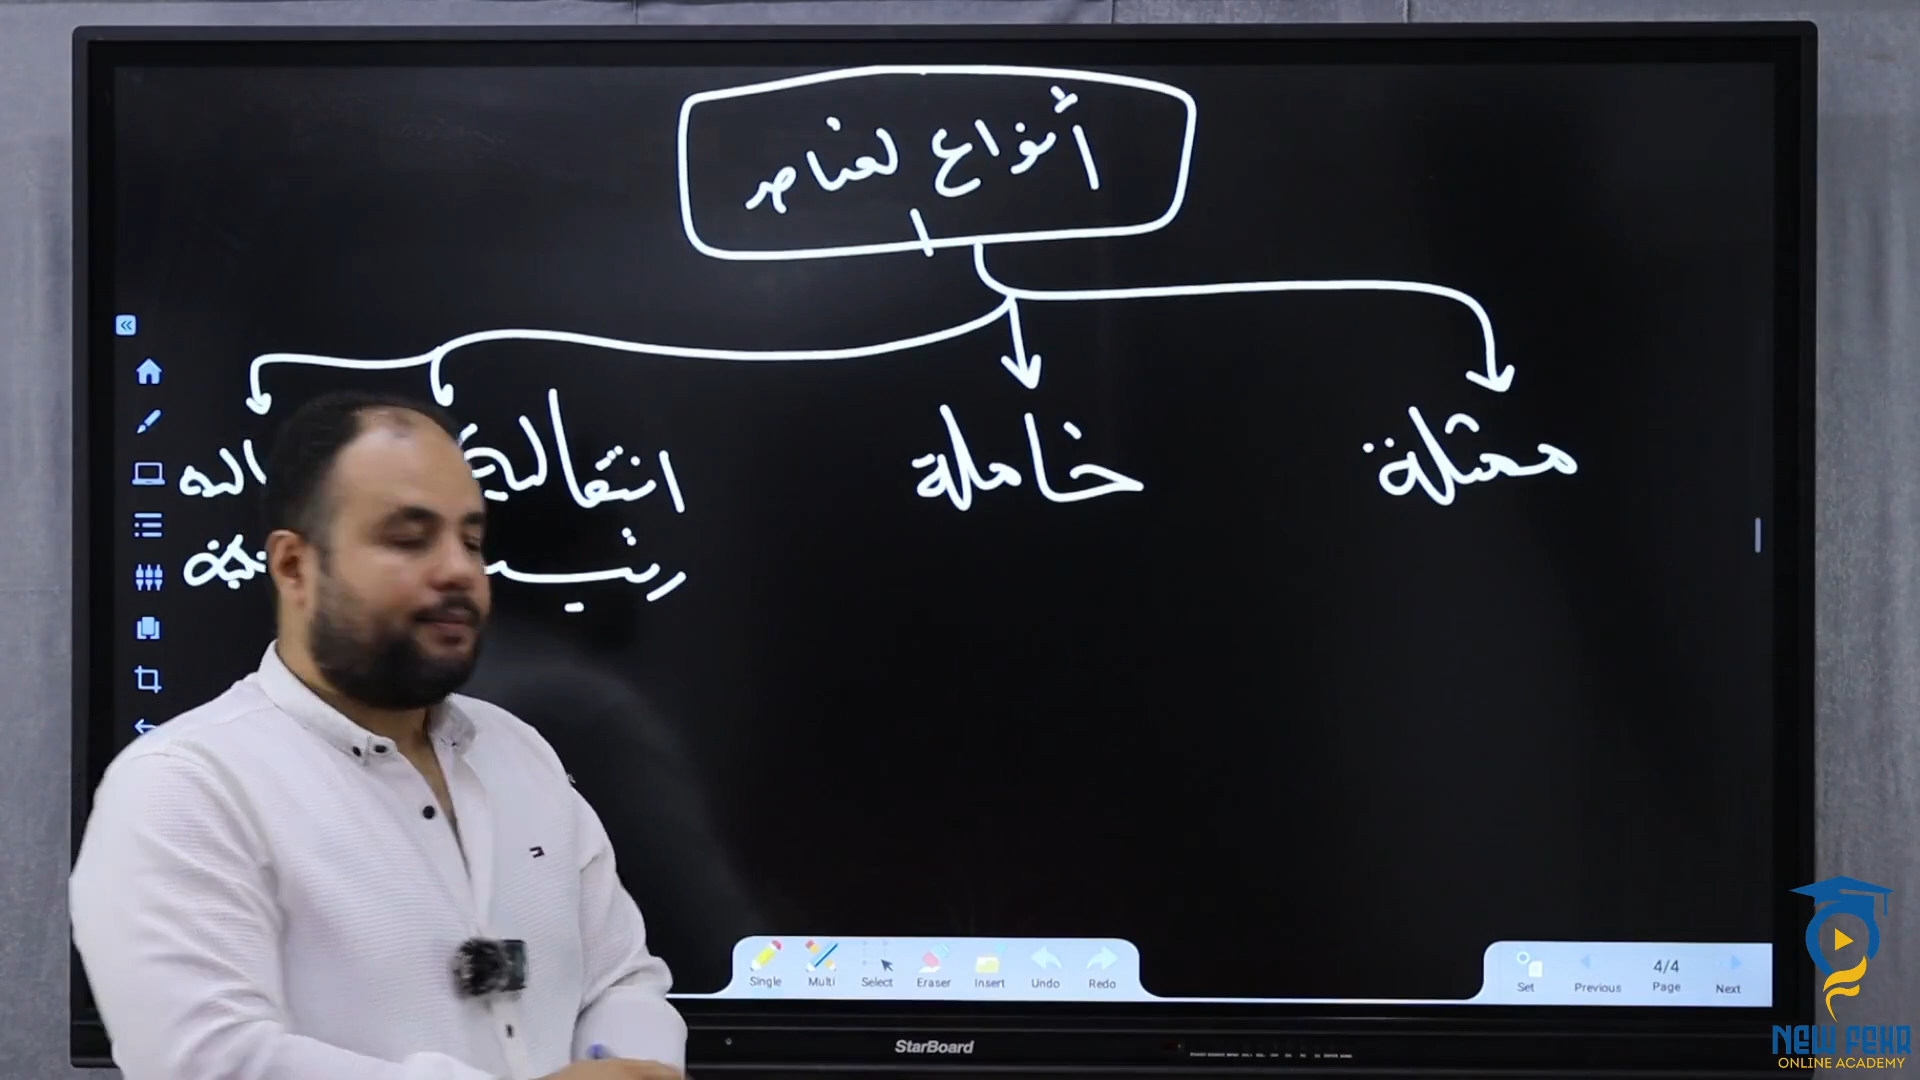 أنواع لعناصر
ممثلة
خاملة
انتقالية
Single
Multi
Select
Eraser
Insert
Undo
Redo
Set
Previous
4/4
Page
Next
StarBoard
NEW FEKR
ONLINE ACADEMY